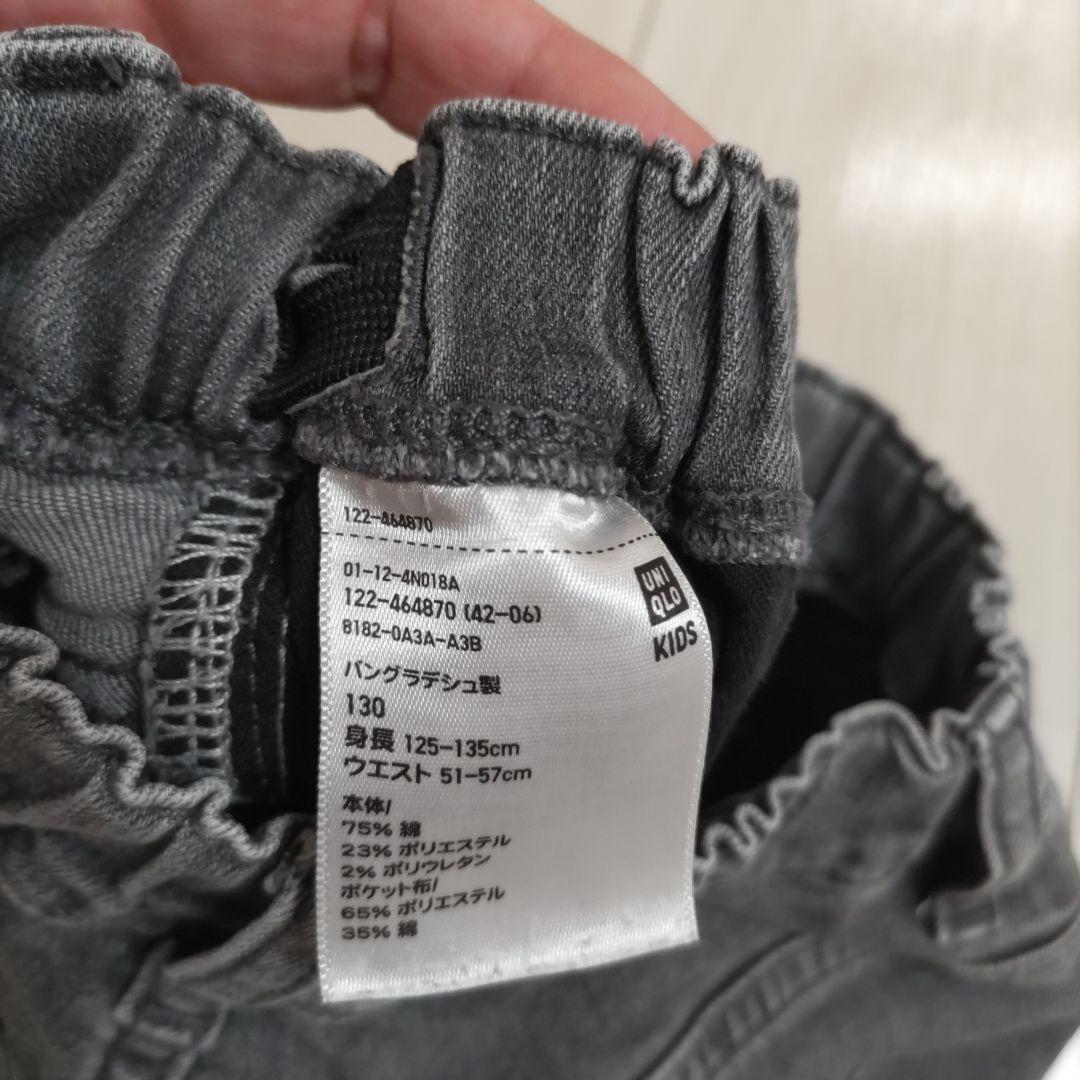 122-464870
01-12-4N018A
122-464870 (42-06)
8182-0A3A-A3B
UNI
QLO
KIDS
バングラデシュ製
130
身長 125-135cm
ウエスト 51-57cm
本体/
75% 綿
23% ポリエステル
2% ポリウレタン
ポケット布/
65% ポリエステル
35% 綿